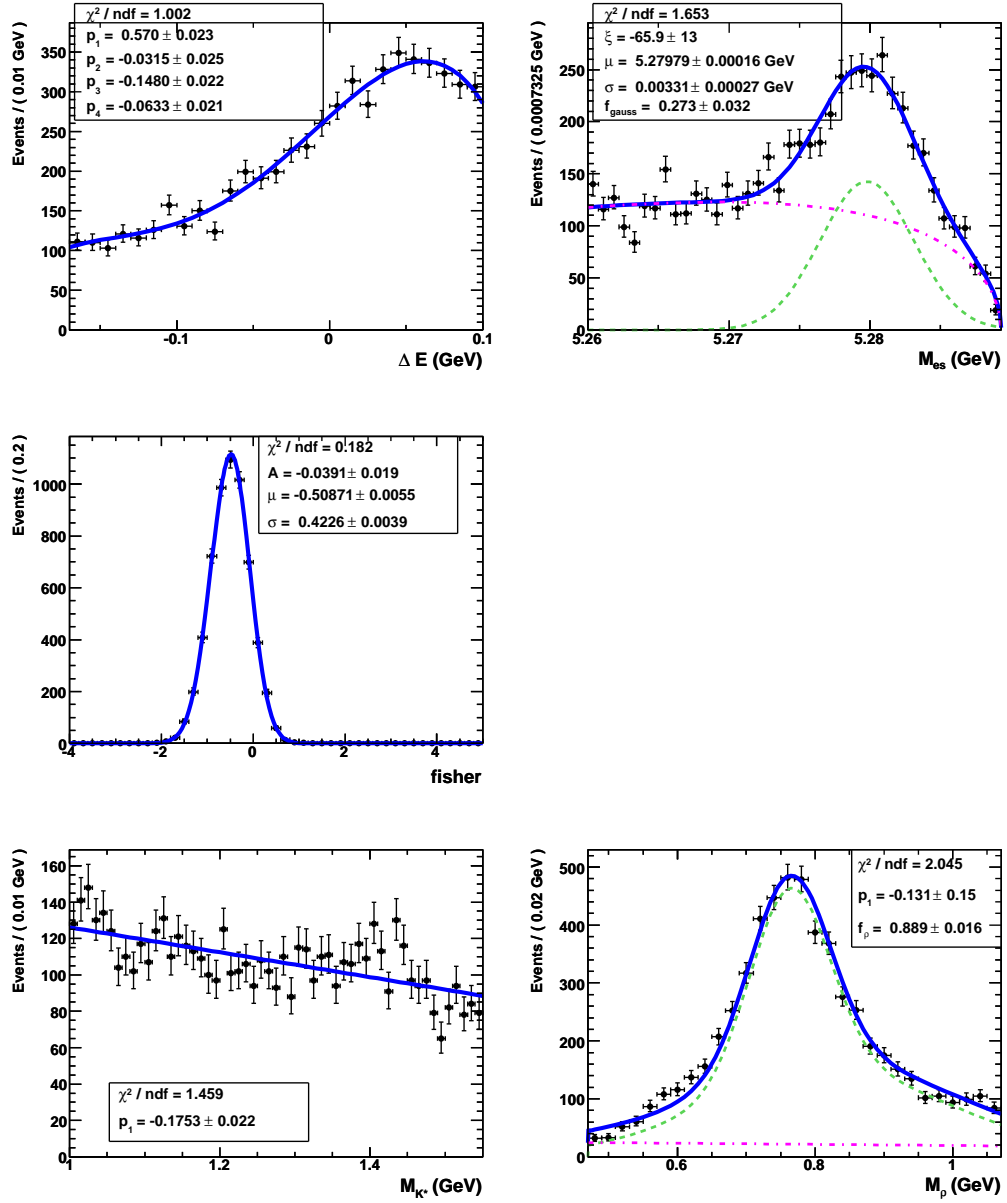 χ² / ndf = 1.002
p₁ = 0.570 ± 0.023
p₂ = -0.0315 ± 0.025
p₃ = -0.1480 ± 0.022
p₄ = -0.0633 ± 0.021
Events / ( 0.01 GeV )
350
300
250
200
150
100
50
0
-0.1 0 0.1
Δ E (GeV)
χ² / ndf = 1.653
ξ = -65.9 ± 13
μ = 5.27979 ± 0.00016 GeV
σ = 0.00331 ± 0.00027 GeV
f_gauss = 0.273 ± 0.032
Events / ( 0.0007325 GeV )
250
200
150
100
50
0
5.26 5.27 5.28
M_es (GeV)
χ² / ndf = 0.182
A = -0.0391 ± 0.019
μ = -0.50871 ± 0.0055
σ = 0.4226 ± 0.0039
Events / ( 0.2 )
1000
800
600
400
200
0
-4 -2 0 2 4
fisher
Events / ( 0.01 GeV )
160
140
120
100
80
60
40
20
0
χ² / ndf = 1.459
p₁ = -0.1753 ± 0.022
1 1.2 1.4
M_K* (GeV)
χ² / ndf = 2.045
p₁ = -0.131 ± 0.15
f_ρ = 0.889 ± 0.016
Events / ( 0.02 GeV )
500
400
300
200
100
0
0.6 0.8 1
M_ρ (GeV)